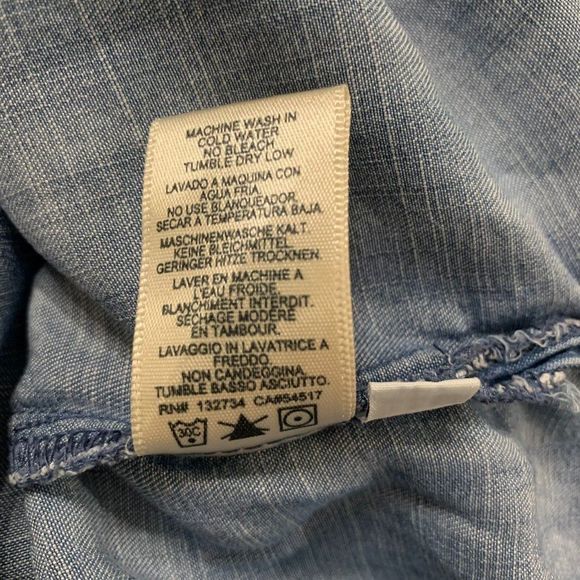 MACHINE WASH IN
COLD WATER
NO BLEACH
TUMBLE DRY LOW
LAVADO A MAQUINA CON
AGUA FRIA.
NO USE BLANQUEADOR.
SECAR A TEMPERATURA BAJA.
MASCHINENWASCHE KALT.
KEINE BLEICHMITTEL.
GERINGER HITZE TROCKNEN.
LAVER EN MACHINE A
L'EAU FROIDE.
BLANCHIMENT INTERDIT.
SECHAGE MODÉRÉ
EN TAMBOUR.
LAVAGGIO IN LAVATRICE A
FREDDO.
NON CANDEGGINA.
TUMBLE BASSO ASCIUTTO.
RN# 132734 CA#54517
30C